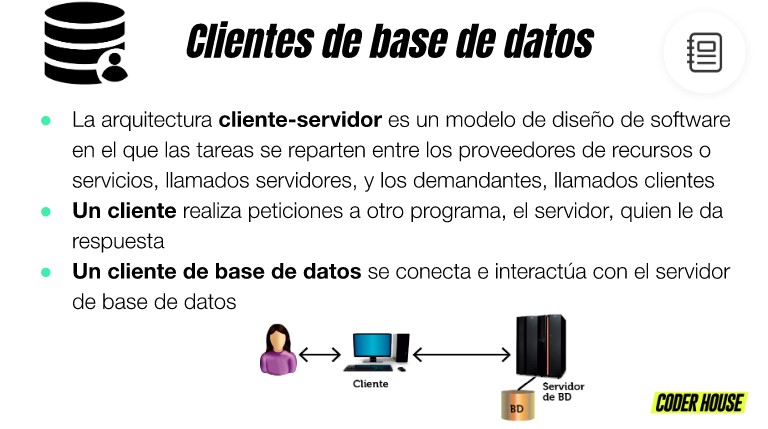 Clientes de base de datos
La arquitectura cliente-servidor es un modelo de diseño de software
en el que las tareas se reparten entre los proveedores de recursos o
servicios, llamados servidores, y los demandantes, llamados clientes
Un cliente realiza peticiones a otro programa, el servidor, quien le da
respuesta
Un cliente de base de datos se conecta e interactúa con el servidor
de base de datos
Cliente
Servidor
de BD
BD
CODER HOUSE